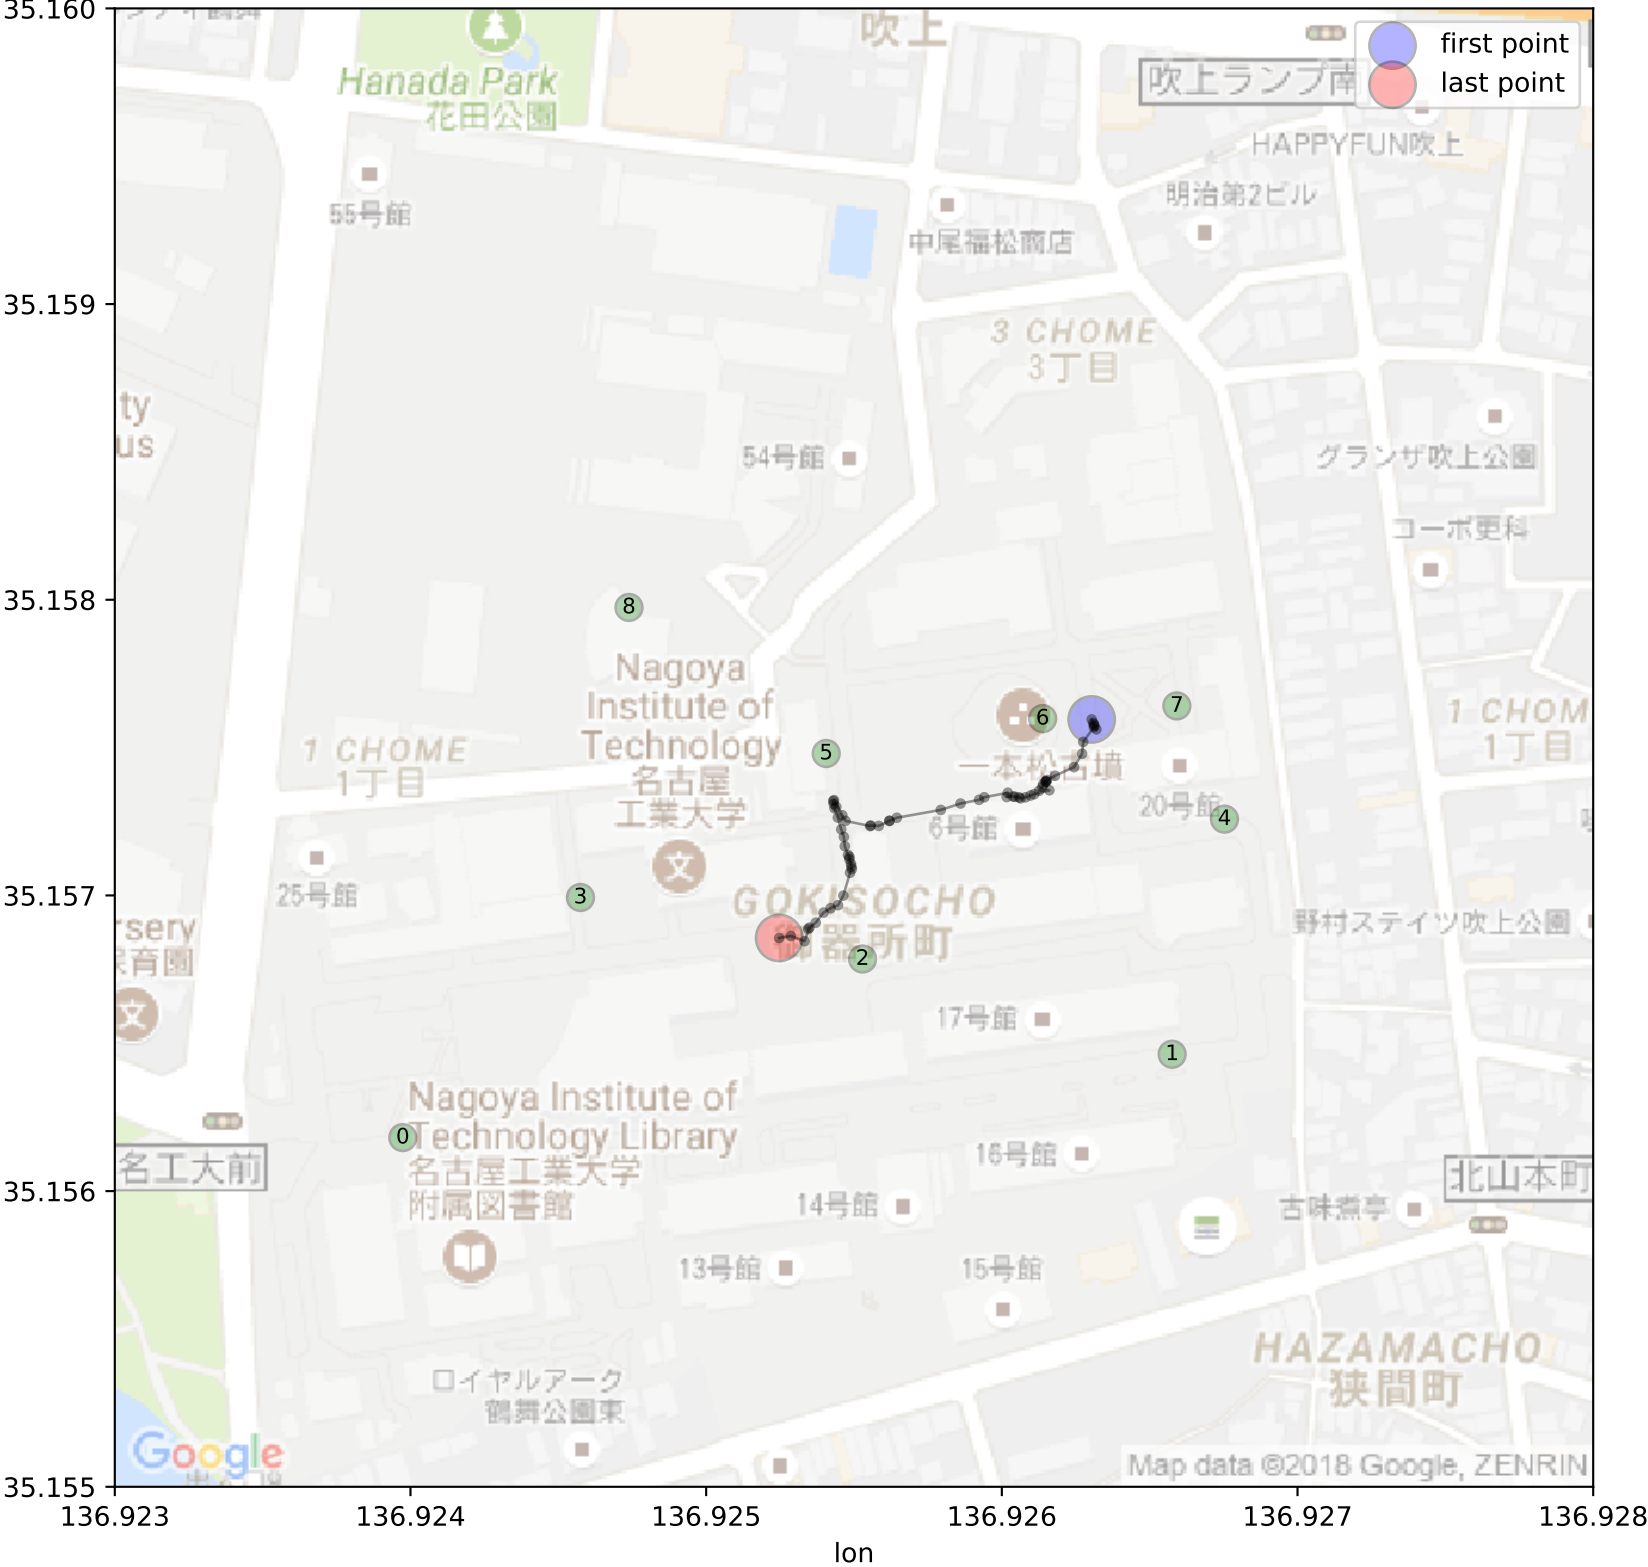 35.160
35.159
35.158
35.157
35.156
35.155
136.923
136.924
136.925
136.926
136.927
136.928
lon
first point
last point
吹上
吹上ランプ南
Hanada Park
花田公園
HAPPYFUN吹上
明治第2ビル
55号館
中尾福松商店
3 CHOME
3丁目
ty
us
54号館
グランザ吹上公園
コーポ更科
8
Nagoya
Institute of
Technology
名古屋
工業大学
7
6
5
一本松古墳
1 CHOM
1丁目
1 CHOME
1丁目
20号館
4
6号館
25号館
3
GOKISOCHO
御器所町
野村ステイツ吹上公園
rsery
保育園
2
17号館
1
Nagoya Institute of
Technology Library
名古屋工業大学
附属図書館
0
名工大前
16号館
北山本町
14号館
古味煮亭
13号館
15号館
HAZAMACHO
狭間町
ロイヤルアーク
鶴舞公園東
Google
Map data ©2018 Google, ZENRIN